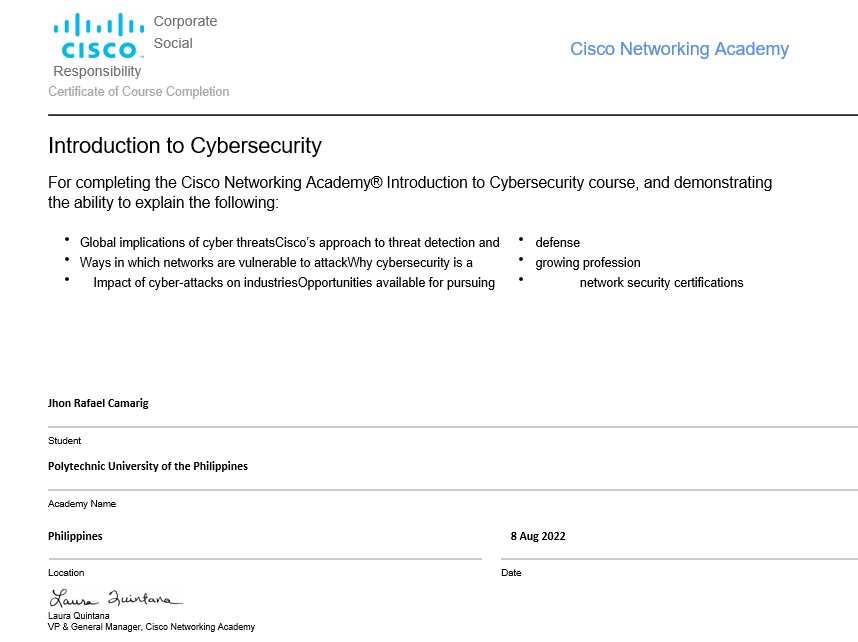 Corporate
CISCO Social
Responsibility
Certificate of Course Completion
Cisco Networking Academy
Introduction to Cybersecurity
For completing the Cisco Networking Academy® Introduction to Cybersecurity course, and demonstrating
the ability to explain the following:
• Global implications of cyber threatsCisco's approach to threat detection and • defense
• Ways in which networks are vulnerable to attackWhy cybersecurity is a • growing profession
• Impact of cyber-attacks on industriesOpportunities available for pursuing • network security certifications
Jhon Rafael Camarig
Student
Polytechnic University of the Philippines
Academy Name
Philippines 8 Aug 2022
Location Date
Laura Quintana
Laura Quintana
VP & General Manager, Cisco Networking Academy